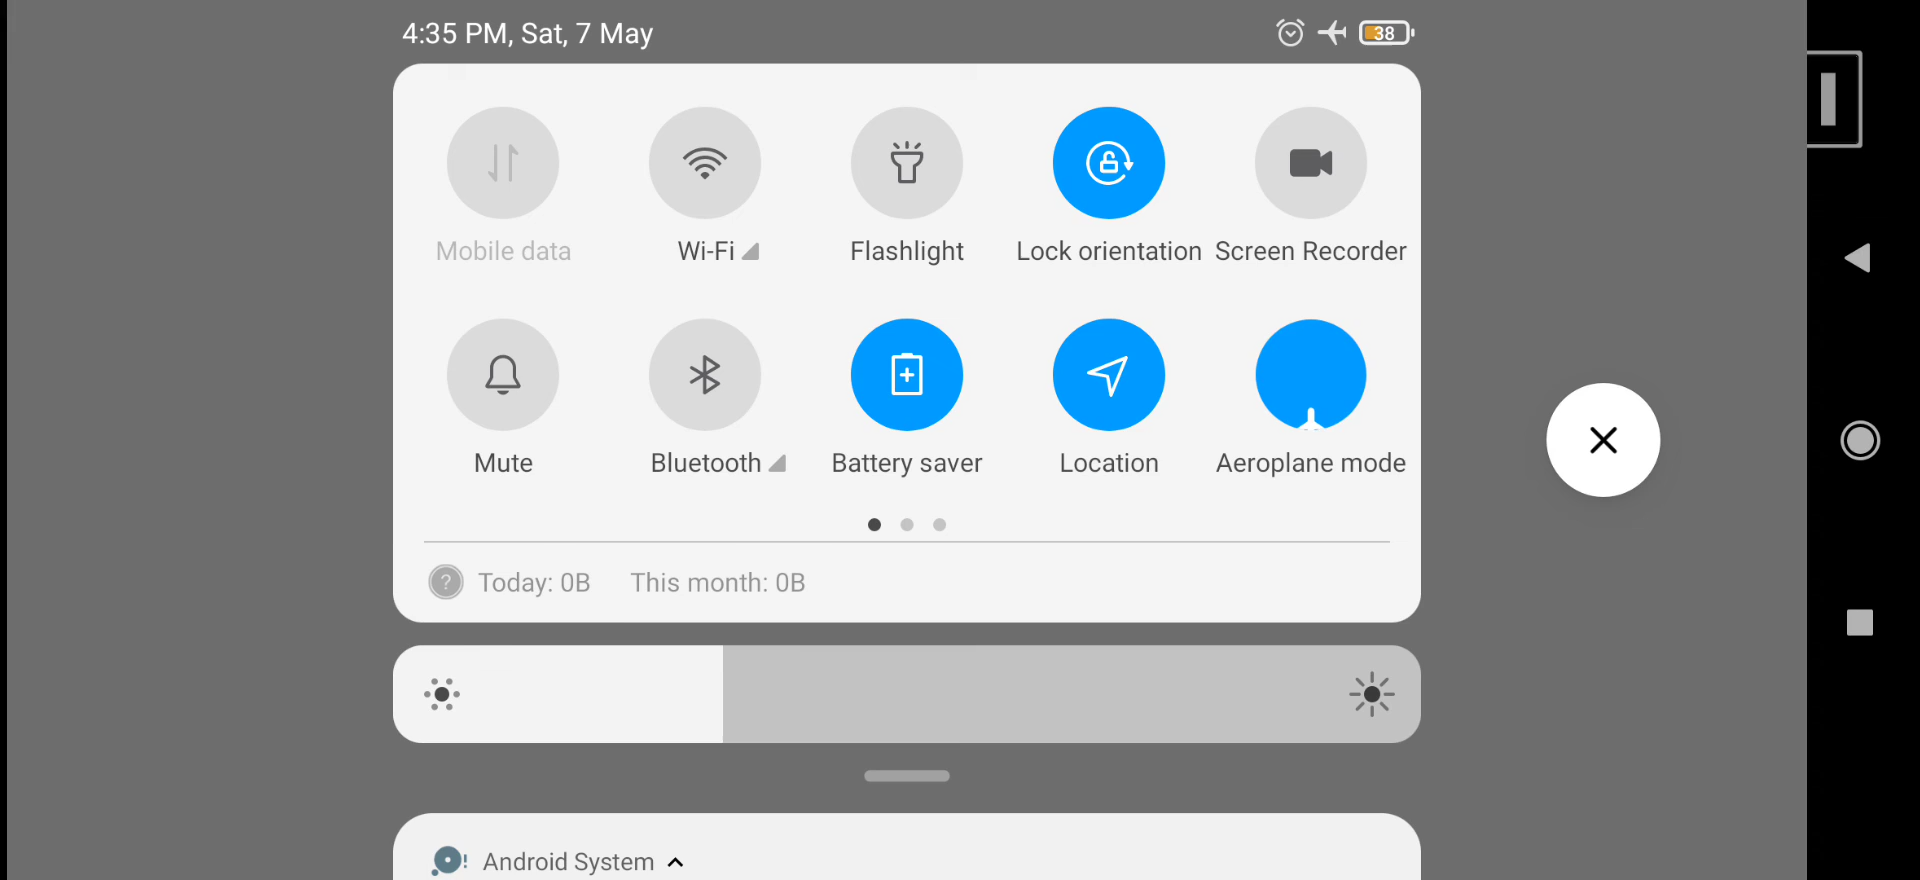 4:35 PM, Sat, 7 May
38
Mobile data
Wi-Fi
Flashlight
Lock orientation
Screen Recorder
Mute
Bluetooth
Battery saver
Location
Aeroplane mode
? Today: 0B This month: 0B
Android System